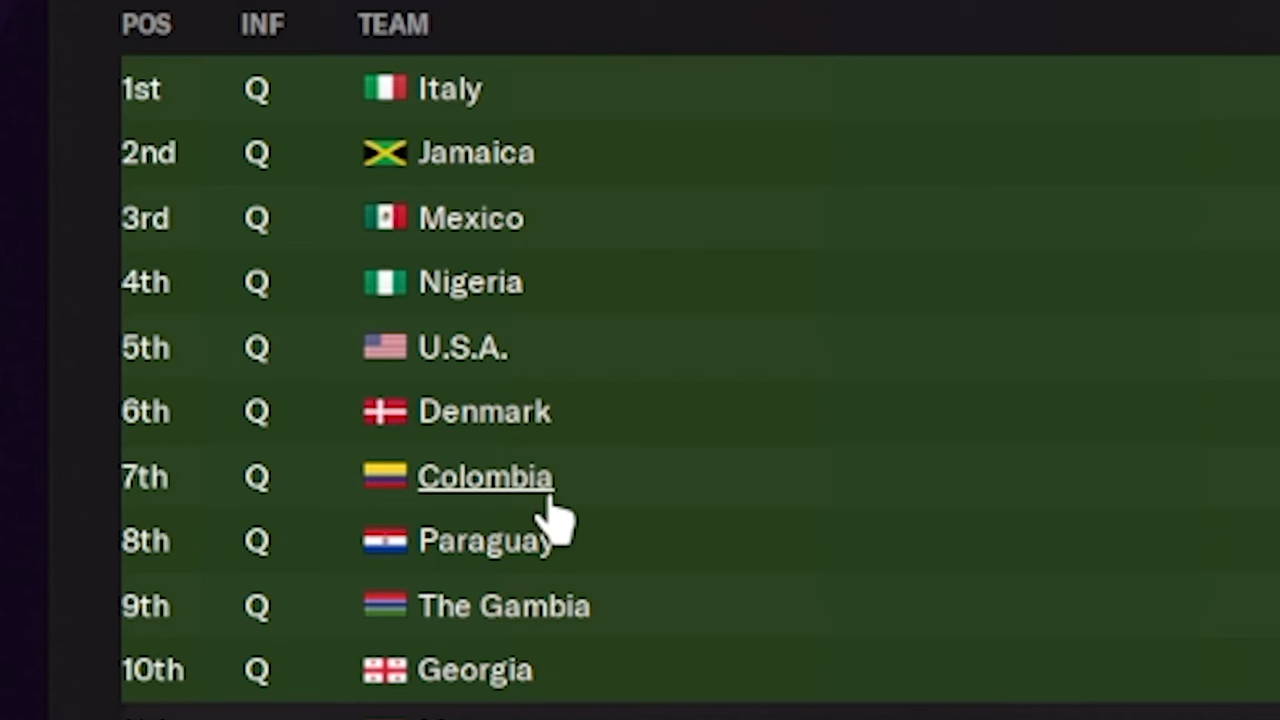 POS INF TEAM
1st Q Italy
2nd Q Jamaica
3rd Q Mexico
4th Q Nigeria
5th Q U.S.A.
6th Q Denmark
7th Q Colombia
8th Q Paraguay
9th Q The Gambia
10th Q Georgia